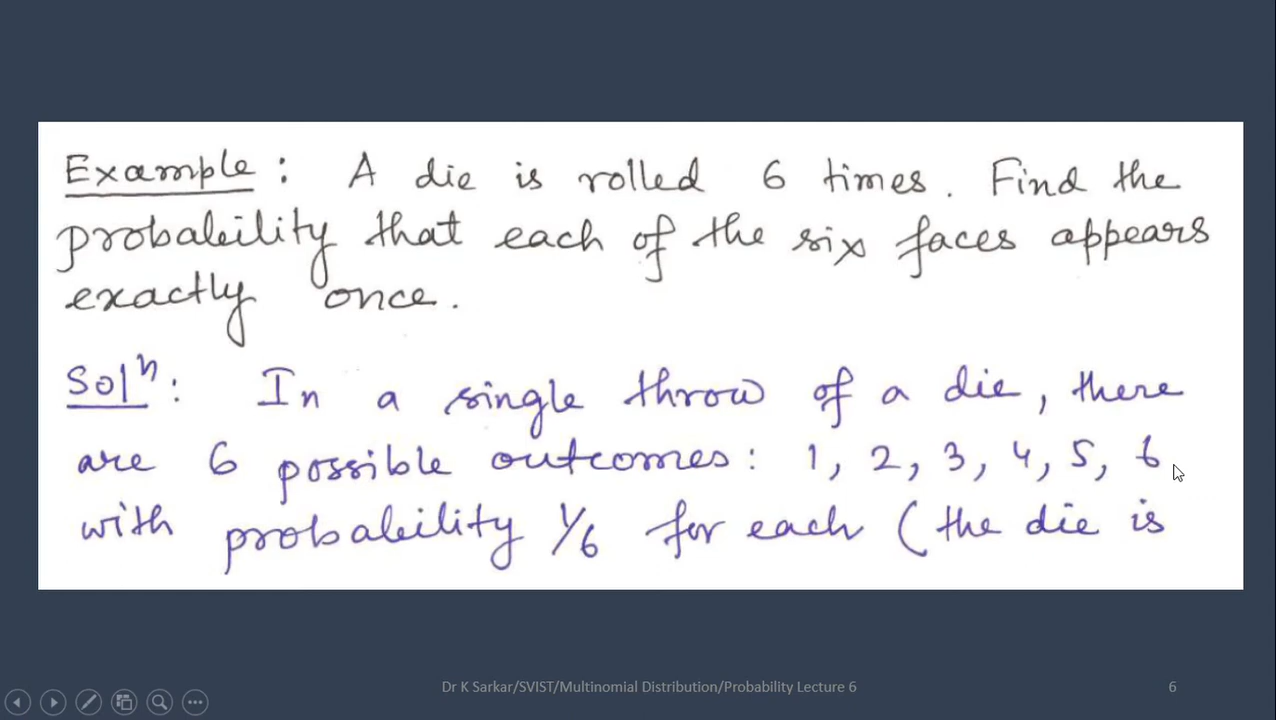 Example: A die is rolled 6 times. Find the
probability that each of the six faces appears
exactly once.
Solⁿ: In a single throw of a die, there
are 6 possible outcomes: 1, 2, 3, 4, 5, 6
with probability 1/6 for each (the die is
Dr K Sarkar/SVIST/Multinomial Distribution/Probability Lecture 6
6